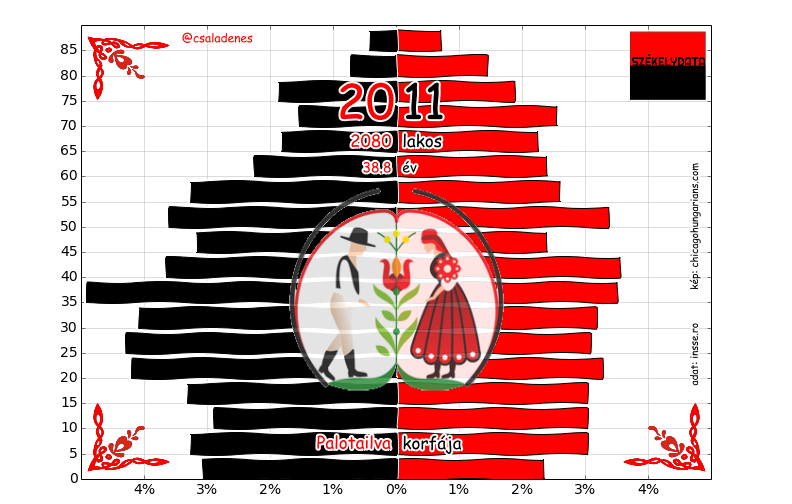 @csaladenes
SZÉKELYDATA
2011
2080 lakos
38.8 év
kép: chicagohungarians.com
adat: insse.ro
Palotailva korfája
85
80
75
70
65
60
55
50
45
40
35
30
25
20
15
10
5
0
4% 3% 2% 1% 0% 1% 2% 3% 4%